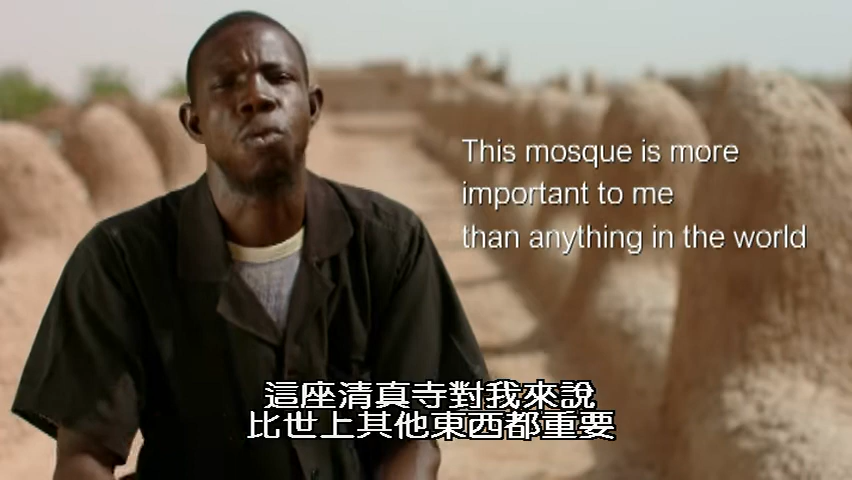 This mosque is more
important to me
than anything in the world
這座清真寺對我來說
比世上其他東西都重要